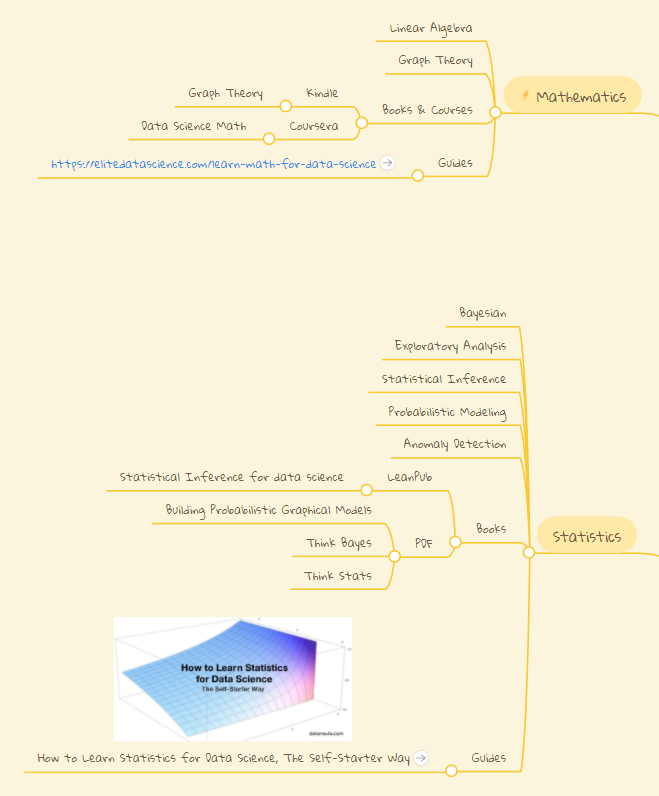 Linear Algebra
Graph Theory
Mathematics
Graph Theory
Kindle
Books & Courses
Data Science Math
Coursera
https://elitedatascience.com/learn-math-for-data-science
Guides
Bayesian
Exploratory Analysis
Statistical Inference
Probabilistic Modeling
Anomaly Detection
Statistical Inference for data science
LeanPub
Building Probabilistic Graphical Models
Books
Statistics
Think Bayes
PDF
Think Stats
How to Learn Statistics
for Data Science
The Self-Starter Way
How to Learn Statistics for Data Science, The Self-Starter Way
Guides